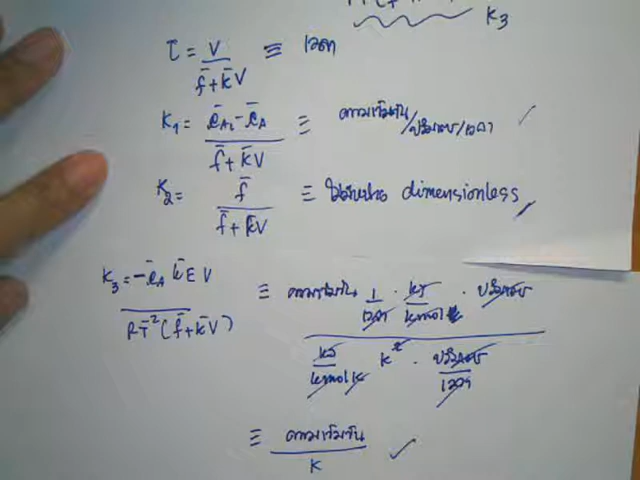 K₃
τ = V / (f̄ + k̄V) ≡ เวลา
K₁ = (c̄Aᵢ - c̄A) / (f̄ + k̄V) ≡ ความเข้มข้น/ปริมาตร/เวลา ✓
K₂ = f̄ / (f̄ + k̄V) ≡ ไม่มีหน่วย dimensionless ✓
K₃ = -c̄A k̄ E V / (RT̄²(f̄ + k̄V)) ≡ ความเข้มข้น 1/เวลา · kJ/kmol · ปริมาตร / (kJ/kmol K K² · ปริมาตร/เวลา)
≡ ความเข้มข้น / K ✓